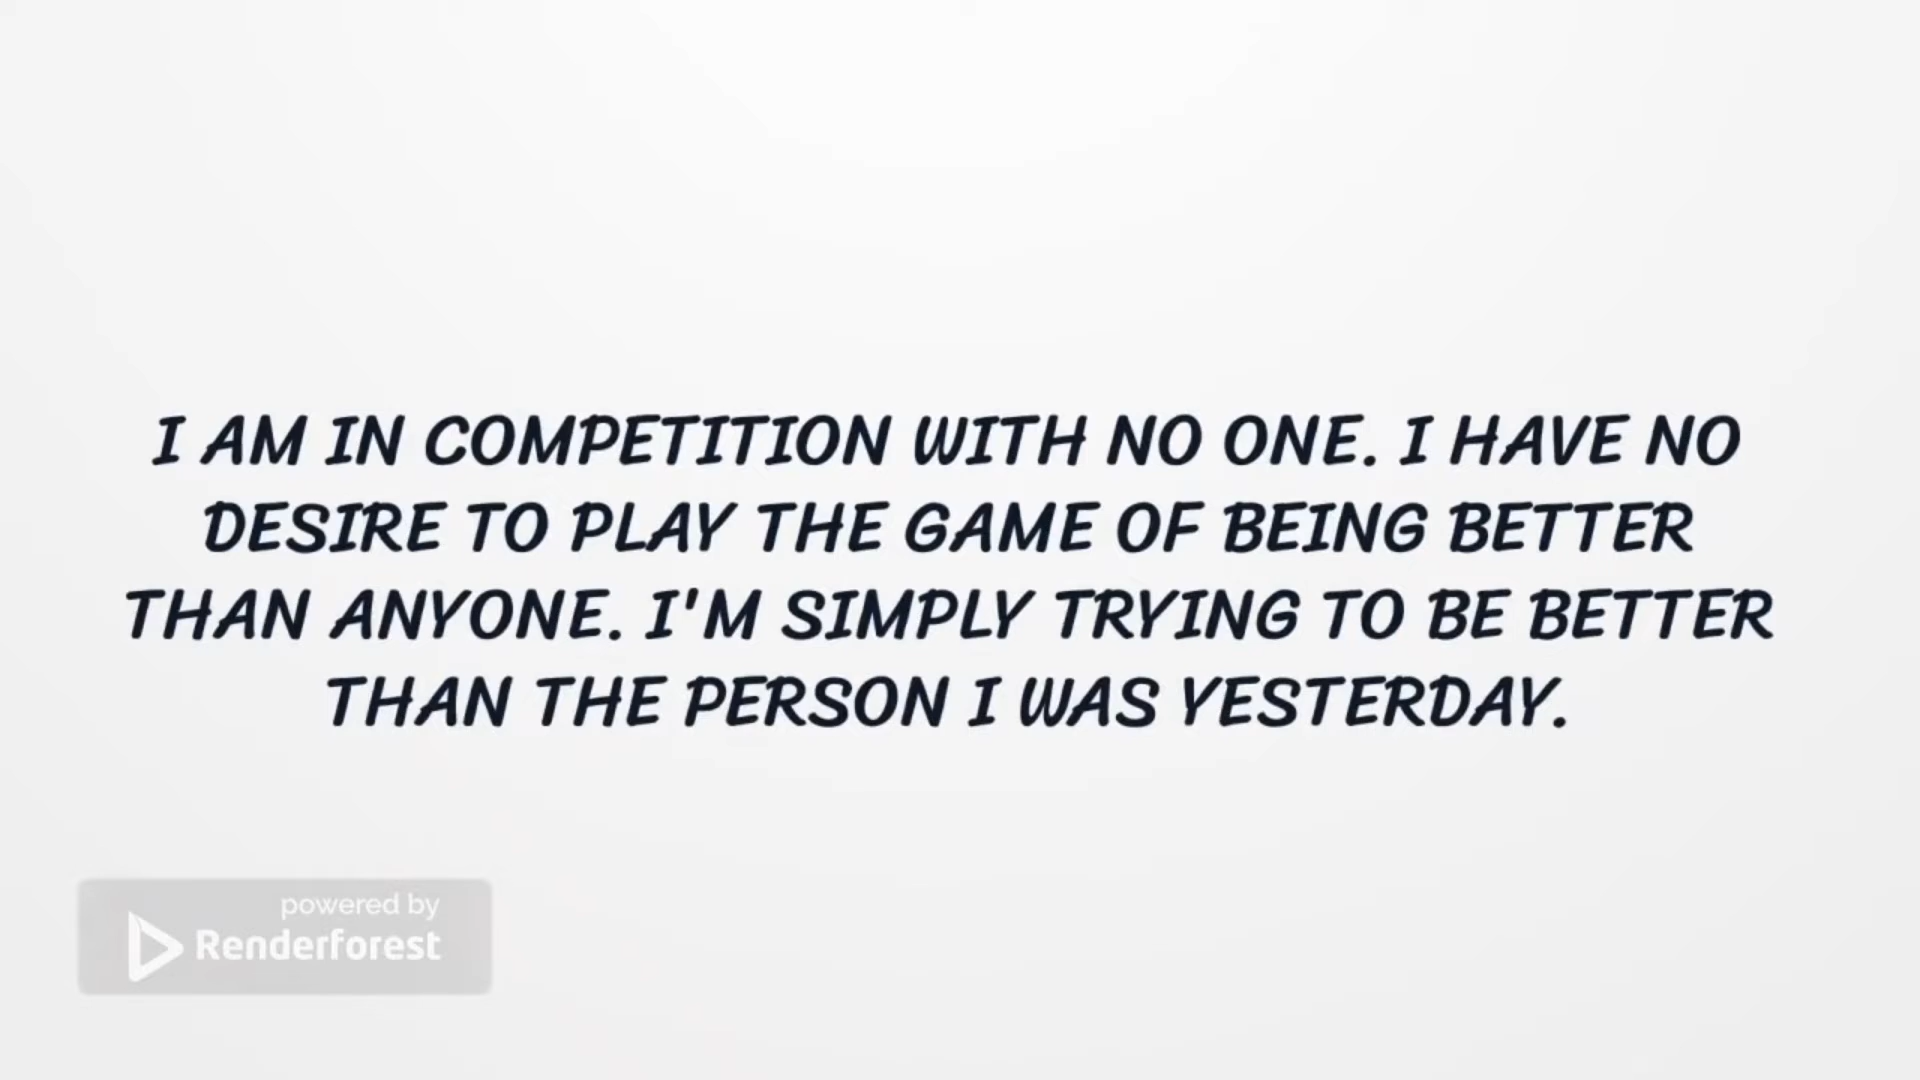 I AM IN COMPETITION WITH NO ONE. I HAVE NO
DESIRE TO PLAY THE GAME OF BEING BETTER
THAN ANYONE. I'M SIMPLY TRYING TO BE BETTER
THAN THE PERSON I WAS YESTERDAY.
powered by
Renderforest